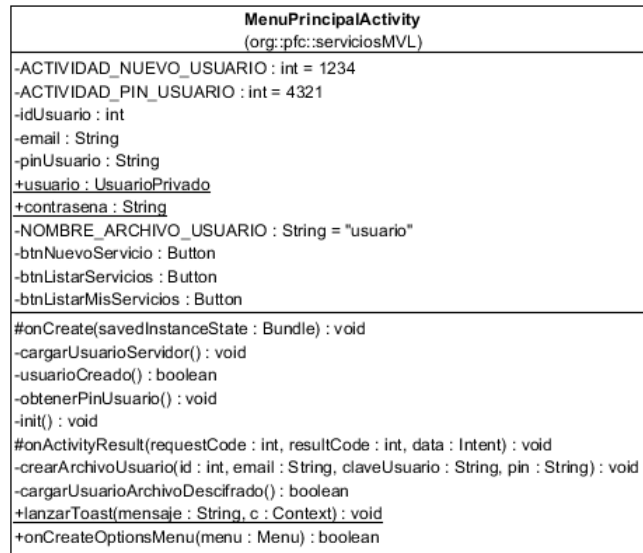 MenuPrincipalActivity
(org::pfc::serviciosMVL)
-ACTIVIDAD_NUEVO_USUARIO : int = 1234
-ACTIVIDAD_PIN_USUARIO : int = 4321
-idUsuario : int
-email : String
-pinUsuario : String
+usuario : UsuarioPrivado
+contrasena : String
-NOMBRE_ARCHIVO_USUARIO : String = "usuario"
-btnNuevoServicio : Button
-btnListarServicios : Button
-btnListarMisServicios : Button
#onCreate(savedInstanceState : Bundle) : void
-cargarUsuarioServidor() : void
-usuarioCreado() : boolean
-obtenerPinUsuario() : void
-init() : void
#onActivityResult(requestCode : int, resultCode : int, data : Intent) : void
-crearArchivoUsuario(id : int, email : String, claveUsuario : String, pin : String) : void
-cargarUsuarioArchivoDescifrado() : boolean
+lanzarToast(mensaje : String, c : Context) : void
+onCreateOptionsMenu(menu : Menu) : boolean